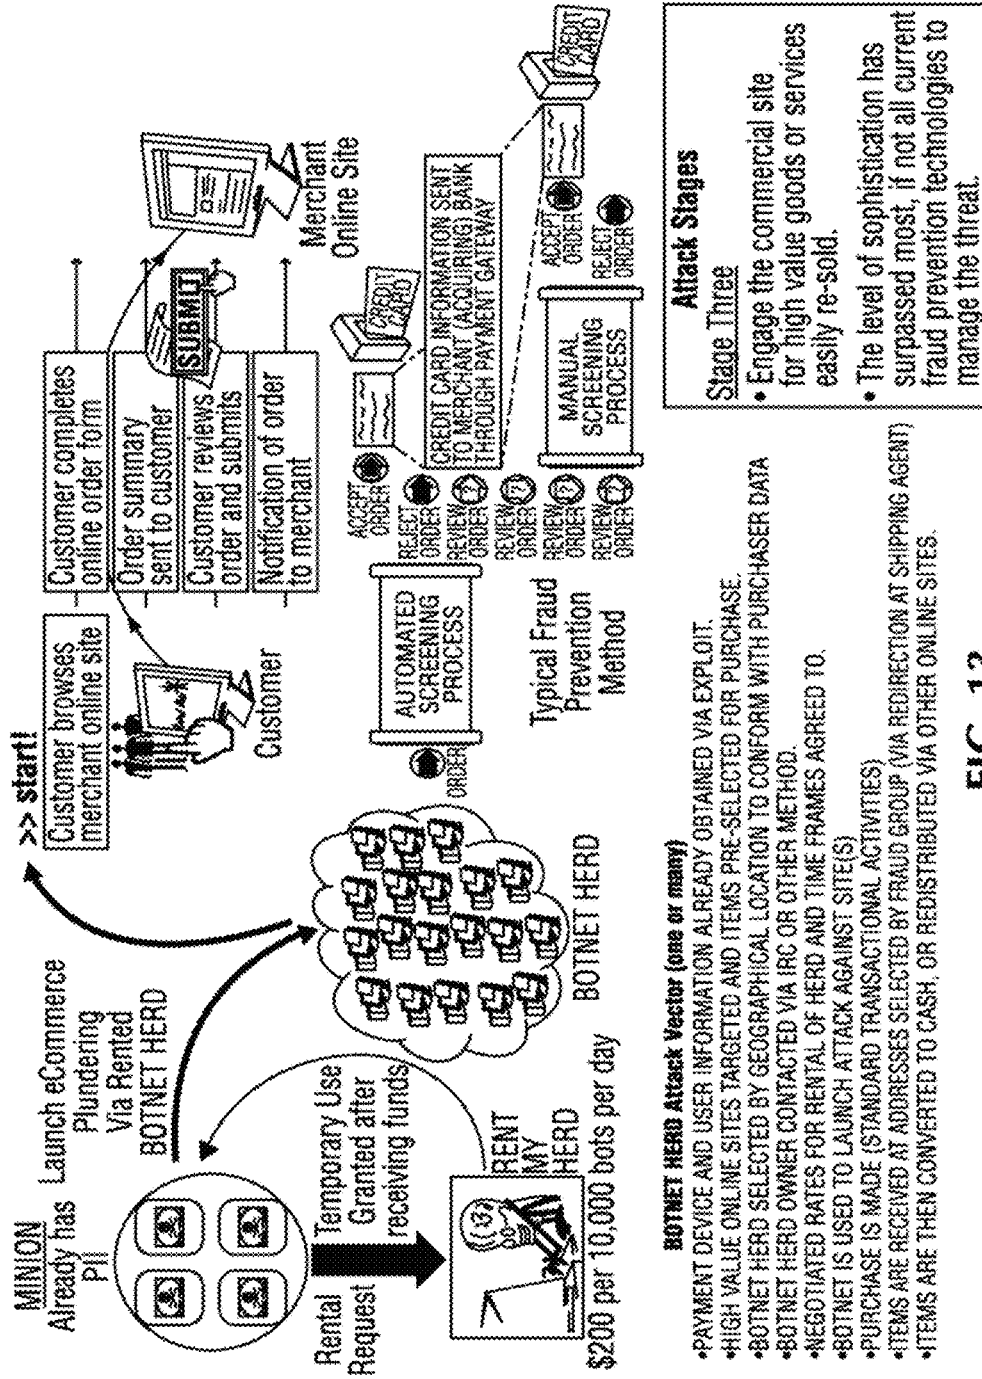 MINION
Already has
PII
Launch eCommerce
Plundering
Via Rented
BOTNET HERD
>> start!
Customer browses
merchant online site
Customer
Customer completes
online order form
Order summary
sent to customer
Customer reviews
order and submits
Notification of order
to merchant
SUBMIT
Merchant
Online Site
Rental
Request
Temporary Use
Granted after
receiving funds
RENT
MY
HERD
$200 per 10,000 bots per day
BOTNET HERD
ORDER
AUTOMATED
SCREENING
PROCESS
Typical Fraud
Prevention
Method
ACCEPT
ORDER
REJECT
ORDER
REVIEW
ORDER ?
REVIEW
ORDER ?
REVIEW
ORDER ?
REVIEW
ORDER ?
CREDIT
CARD
CREDIT CARD INFORMATION SENT
TO MERCHANT (ACQUIRING) BANK
THROUGH PAYMENT GATEWAY
MANUAL
SCREENING
PROCESS
ACCEPT
ORDER
REJECT
ORDER
CREDIT
CARD
BOTNET HERD Attack Vector (one or many)
•PAYMENT DEVICE AND USER INFORMATION ALREADY OBTAINED VIA EXPLOIT.
•HIGH VALUE ONLINE SITES TARGETED AND ITEMS PRE-SELECTED FOR PURCHASE.
•BOTNET HERD SELECTED BY GEOGRAPHICAL LOCATION TO CONFORM WITH PURCHASER DATA
•BOTNET HERD OWNER CONTACTED VIA IRC OR OTHER METHOD.
•NEGOTIATED RATES FOR RENTAL OF HERD AND TIME FRAMES AGREED TO.
•BOTNET IS USED TO LAUNCH ATTACK AGAINST SITE(S)
•PURCHASE IS MADE (STANDARD TRANSACTIONAL ACTIVITIES)
•ITEMS ARE RECEIVED AT ADDRESSES SELECTED BY FRAUD GROUP (VIA REDIRECTION AT SHIPPING AGENT)
•ITEMS ARE THEN CONVERTED TO CASH, OR REDISTRIBUTED VIA OTHER ONLINE SITES.
Attack Stages
Stage Three
• Engage the commercial site
for high value goods or services
easily re-sold.
• The level of sophistication has
surpassed most, if not all current
fraud prevention technologies to
manage the threat.